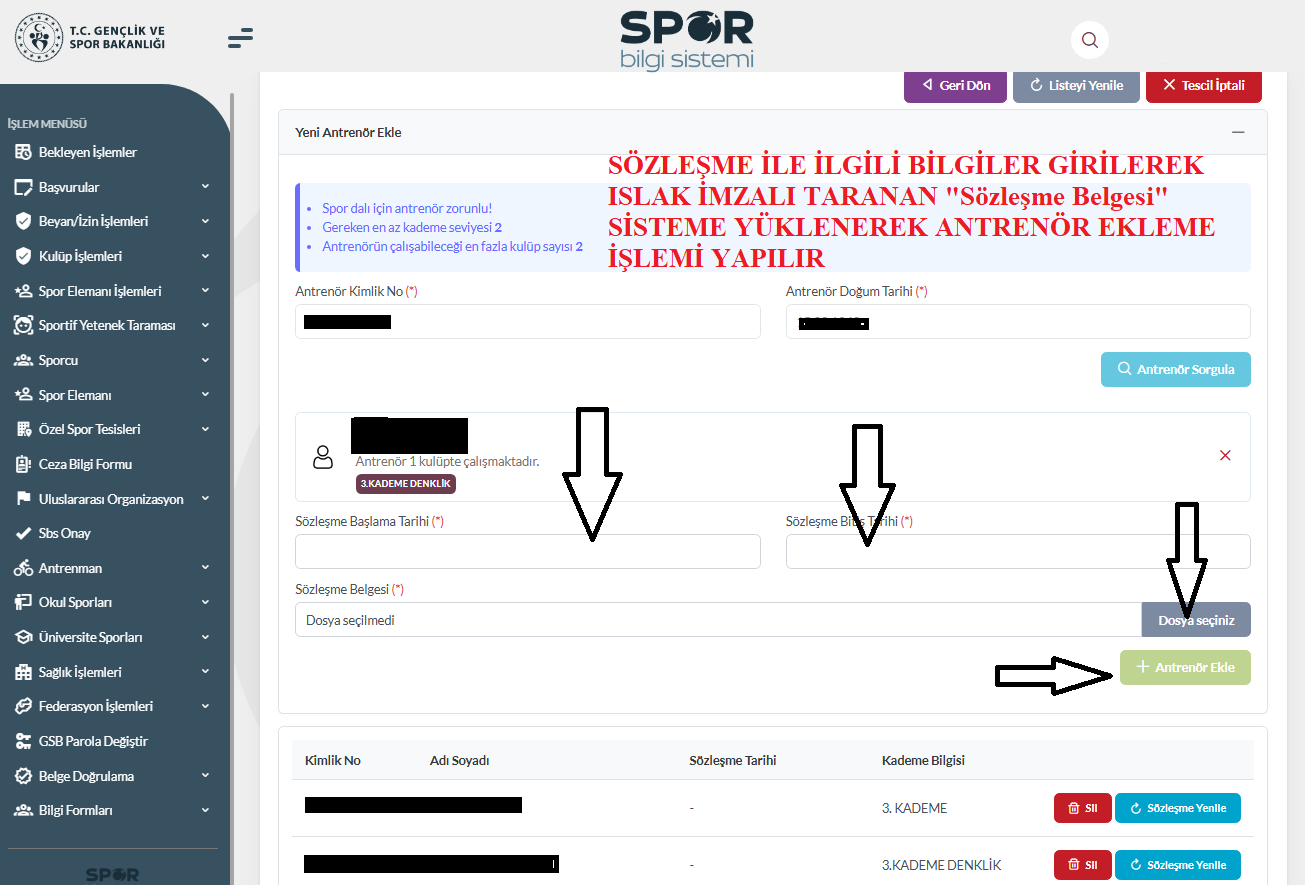 T.C. GENÇLİK VE
SPOR BAKANLIĞI
SPOR
bilgi sistemi
Geri Dön
Listeyi Yenile
Tescil İptali
İŞLEM MENÜSÜ
Bekleyen İşlemler
Başvurular
Beyan/İzin İşlemleri
Kulüp İşlemleri
Spor Elemanı İşlemleri
Sportif Yetenek Taraması
Sporcu
Spor Elemanı
Özel Spor Tesisleri
Ceza Bilgi Formu
Uluslararası Organizasyon
Sbs Onay
Antrenman
Okul Sporları
Üniversite Sporları
Sağlık İşlemleri
Federasyon İşlemleri
GSB Parola Değiştir
Belge Doğrulama
Bilgi Formları
SPOR
Yeni Antrenör Ekle
SÖZLEŞME İLE İLGİLİ BİLGİLER GİRİLEREK
ISLAK İMZALI TARANAN "Sözleşme Belgesi"
SİSTEME YÜKLENEREK ANTRENÖR EKLEME
İŞLEMİ YAPILIR
Spor dalı için antrenör zorunlu!
Gereken en az kademe seviyesi 2
Antrenörün çalışabileceği en fazla kulüp sayısı 2
Antrenör Kimlik No (*)
Antrenör Doğum Tarihi (*)
Antrenör Sorgula
Antrenör 1 kulüpte çalışmaktadır.
3.KADEME DENKLİK
Sözleşme Başlama Tarihi (*)
Sözleşme Bitiş Tarihi (*)
Sözleşme Belgesi (*)
Dosya seçilmedi
Dosya seçiniz
Antrenör Ekle
Kimlik No Adı Soyadı Sözleşme Tarihi Kademe Bilgisi
- 3. KADEME Sil Sözleşme Yenile
- 3.KADEME DENKLİK Sil Sözleşme Yenile